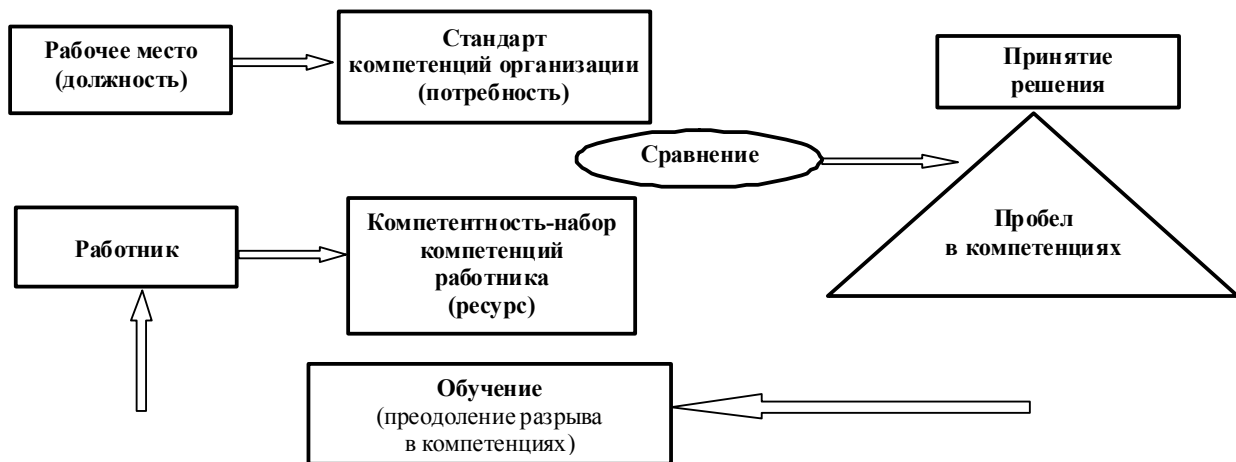 Рабочее место
(должность)
Стандарт
компетенций организации
(потребность)
Принятие
решения
Сравнение
Пробел
в компетенциях
Работник
Компетентность-набор
компетенций
работника
(ресурс)
Обучение
(преодоление разрыва
в компетенциях)